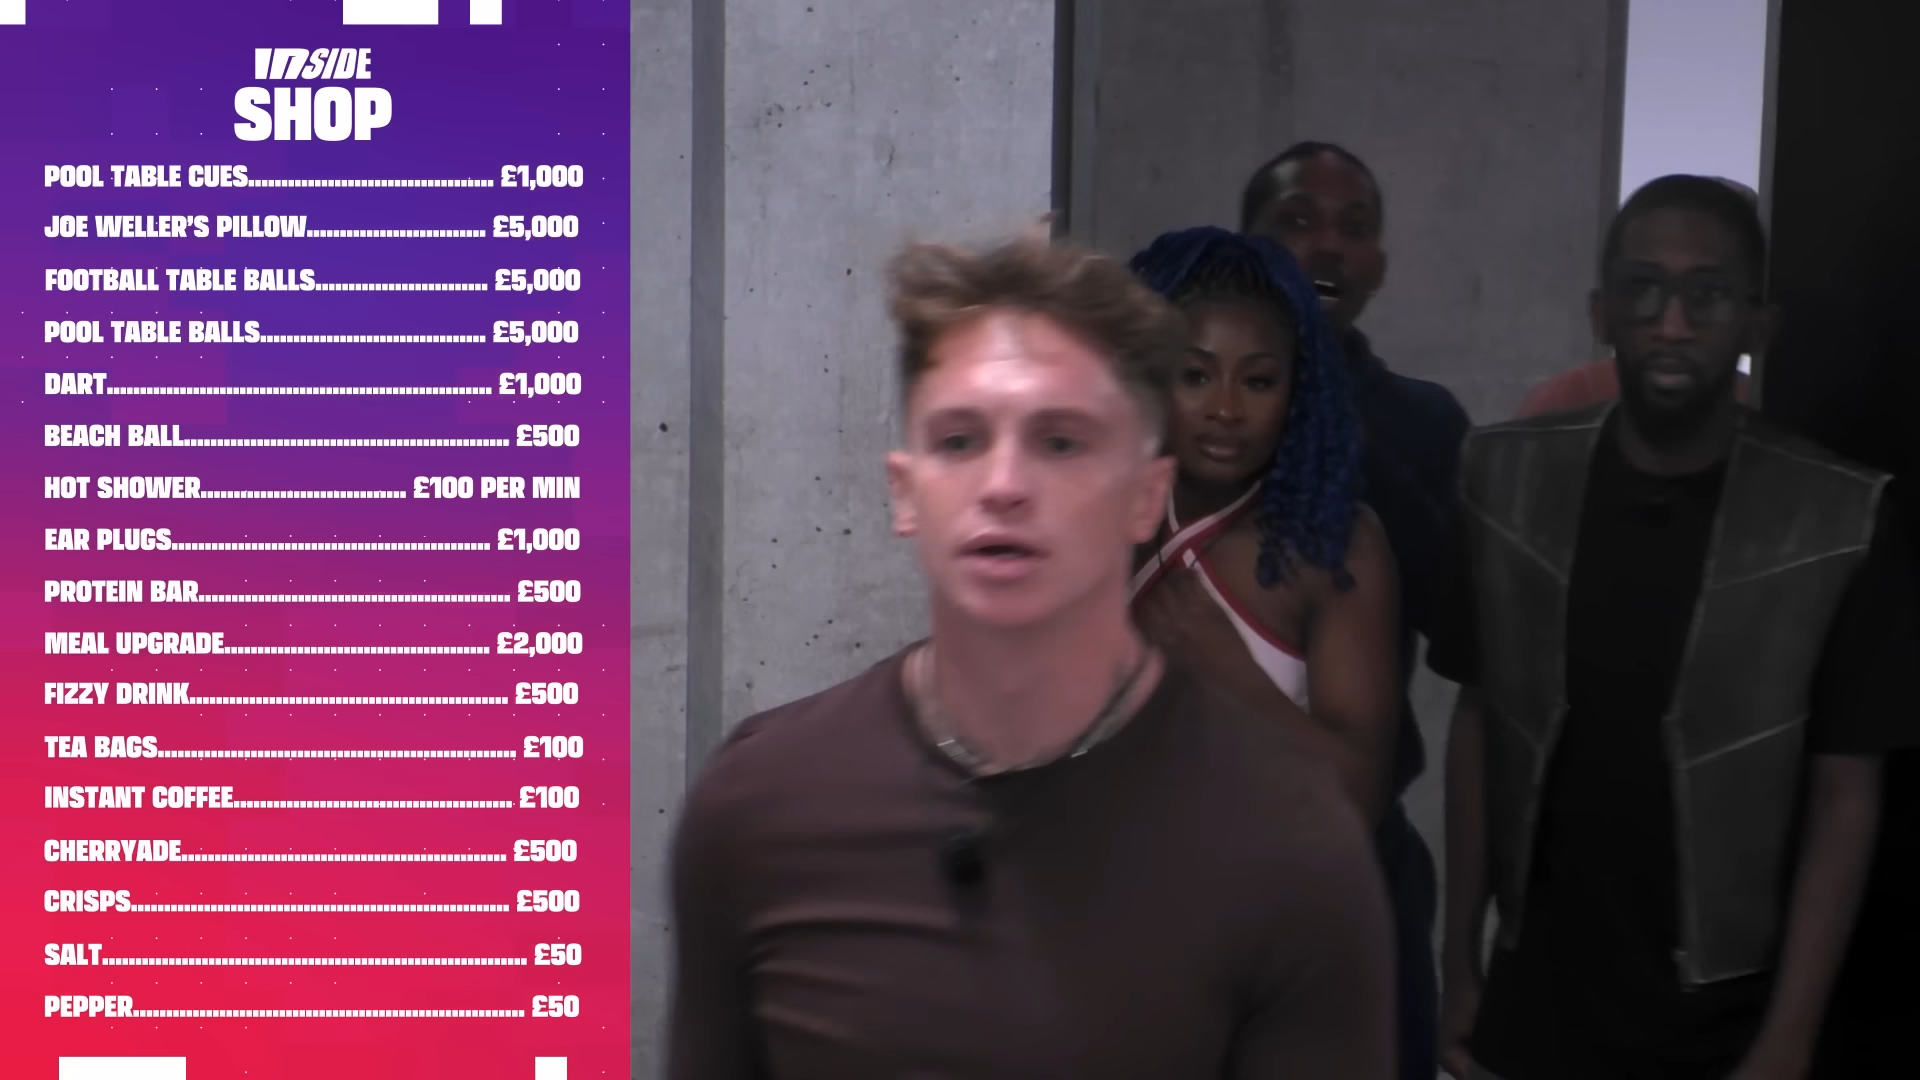 INSIDE
SHOP
POOL TABLE CUES..................................... £1,000
JOE WELLER'S PILLOW........................... £5,000
FOOTBALL TABLE BALLS.......................... £5,000
POOL TABLE BALLS.................................. £5,000
DART.......................................................... £1,000
BEACH BALL................................................. £500
HOT SHOWER............................... £100 PER MIN
EAR PLUGS................................................ £1,000
PROTEIN BAR............................................... £500
MEAL UPGRADE........................................ £2,000
FIZZY DRINK................................................ £500
TEA BAGS...................................................... £100
INSTANT COFFEE.......................................... £100
CHERRYADE................................................. £500
CRISPS......................................................... £500
SALT................................................................ £50
PEPPER........................................................... £50